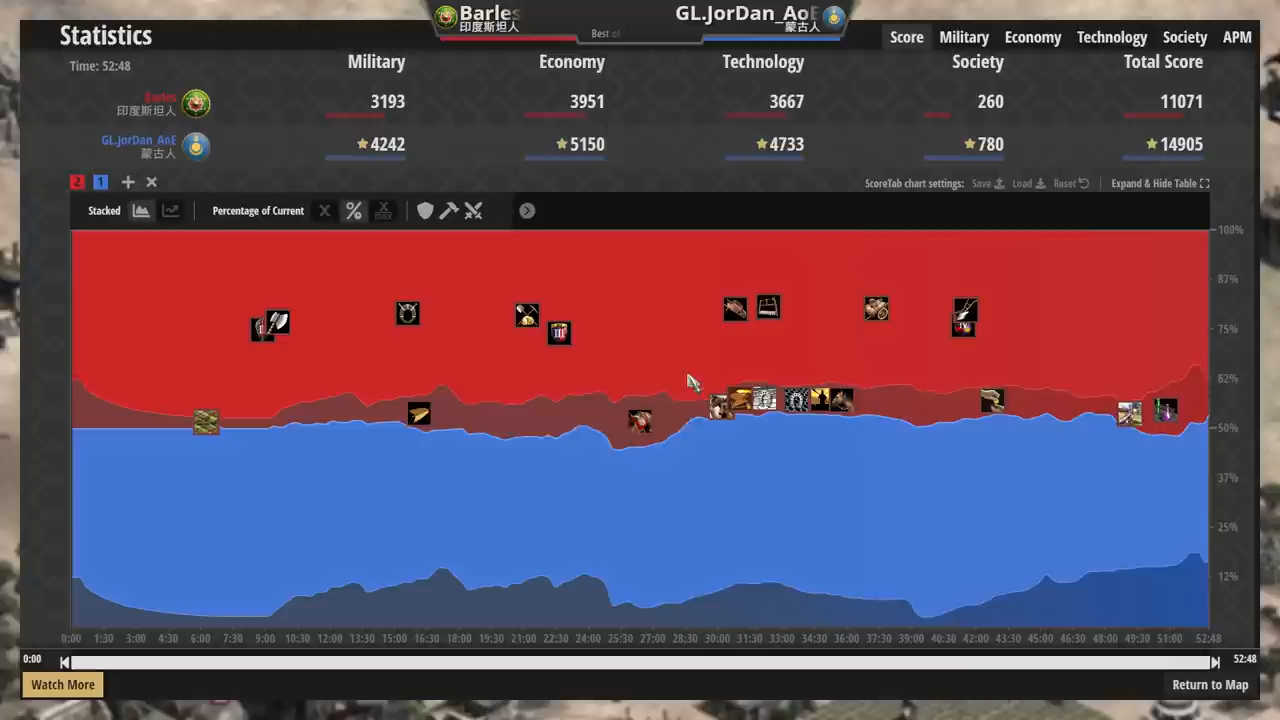 Barles
印度斯坦人
Best of
GL.JorDan_AoE
蒙古人
Statistics
Score Military Economy Technology Society APM
Time: 52:48
Military Economy Technology Society Total Score
Barles
印度斯坦人
3193 3951 3667 260 11071
GL.JorDan_AoE
蒙古人
4242 5150 4733 780 14905
2 1
ScoreTab chart settings: Save Load Reset Expand & Hide Table
Stacked Percentage of Current X % X max
100%
87%
75%
62%
50%
37%
25%
12%
0:00 1:30 3:00 4:30 6:00 7:30 9:00 10:30 12:00 13:30 15:00 16:30 18:00 19:30 21:00 22:30 24:00 25:30 27:00 28:30 30:00 31:30 33:00 34:30 36:00 37:30 39:00 40:30 42:00 43:30 45:00 46:30 48:00 49:30 51:00 52:48
0:00 52:48
Watch More Return to Map